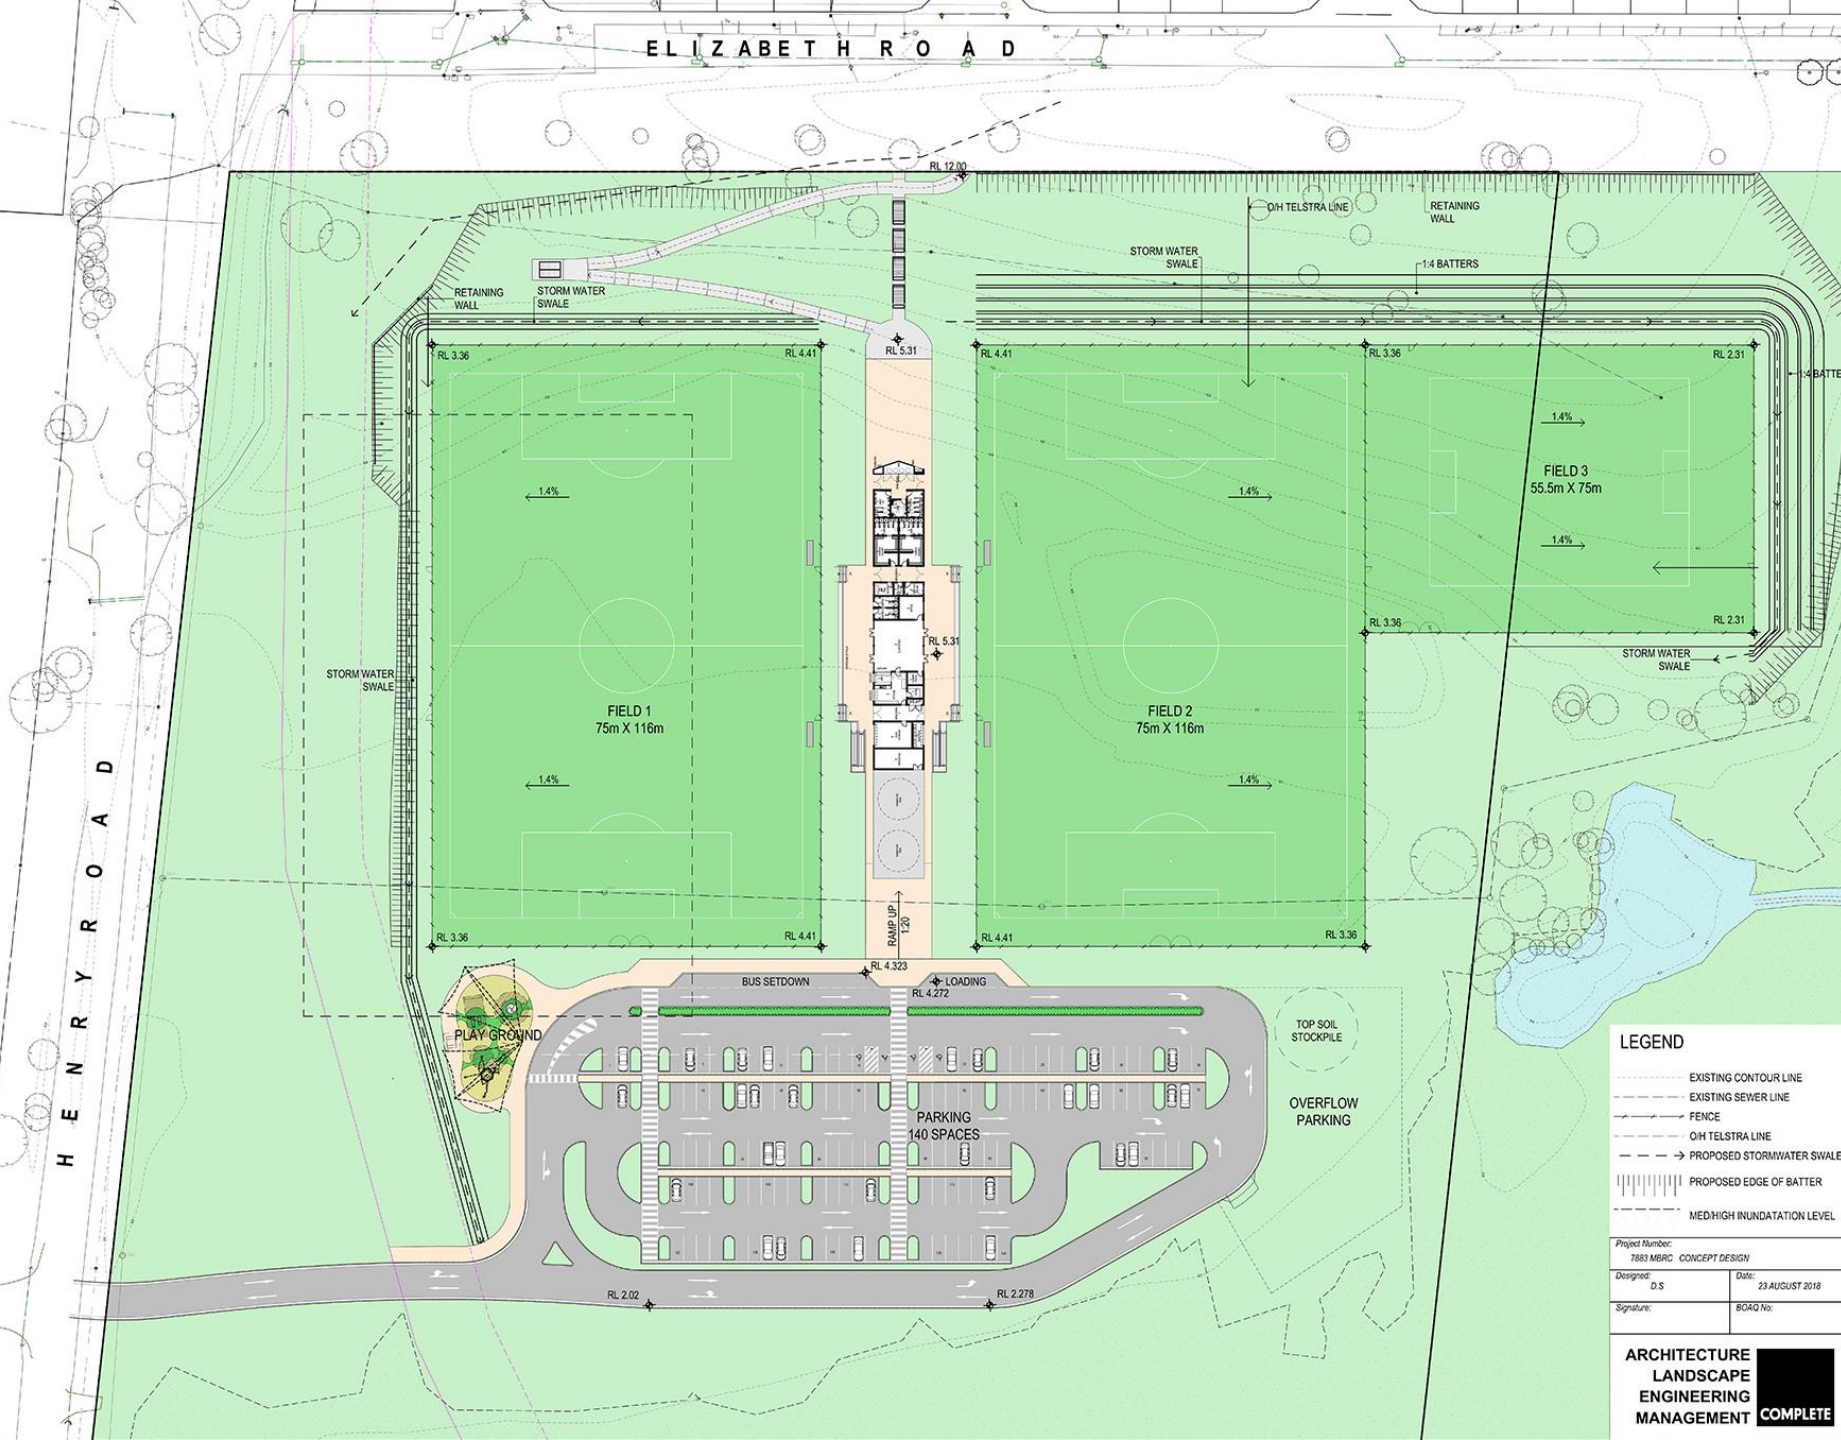 ELIZABETH ROAD
RL 12.00
O/H TELSTRA LINE
RETAINING
WALL
STORM WATER
SWALE
1:4 BATTERS
RETAINING
WALL
STORM WATER
SWALE
RL 5.31
RL 3.36
RL 4.41
RL 4.41
RL 3.36
RL 2.31
1:4 BATTE
1.4%
1.4%
1.4%
FIELD 3
55.5m X 75m
1.4%
RL 3.36
RL 2.31
RL 5.31
STORM WATER
SWALE
STORM WATER
SWALE
FIELD 1
75m X 116m
FIELD 2
75m X 116m
1.4%
1.4%
HENRY ROAD
RAMP UP
1:20
RL 3.36
RL 4.41
RL 4.41
RL 3.36
RL 4.323
BUS SETDOWN
LOADING
RL 4.272
PLAY GROUND
TOP SOIL
STOCKPILE
OVERFLOW
PARKING
PARKING
140 SPACES
RL 2.02
RL 2.278
LEGEND
EXISTING CONTOUR LINE
EXISTING SEWER LINE
FENCE
O/H TELSTRA LINE
PROPOSED STORMWATER SWALE
PROPOSED EDGE OF BATTER
MED/HIGH INUNDATATION LEVEL
Project Number:
7883 MBRC CONCEPT DESIGN
Designed:
D.S
Date:
23 AUGUST 2018
Signature:
BOAQ No:
ARCHITECTURE
LANDSCAPE
ENGINEERING
MANAGEMENT
COMPLETE